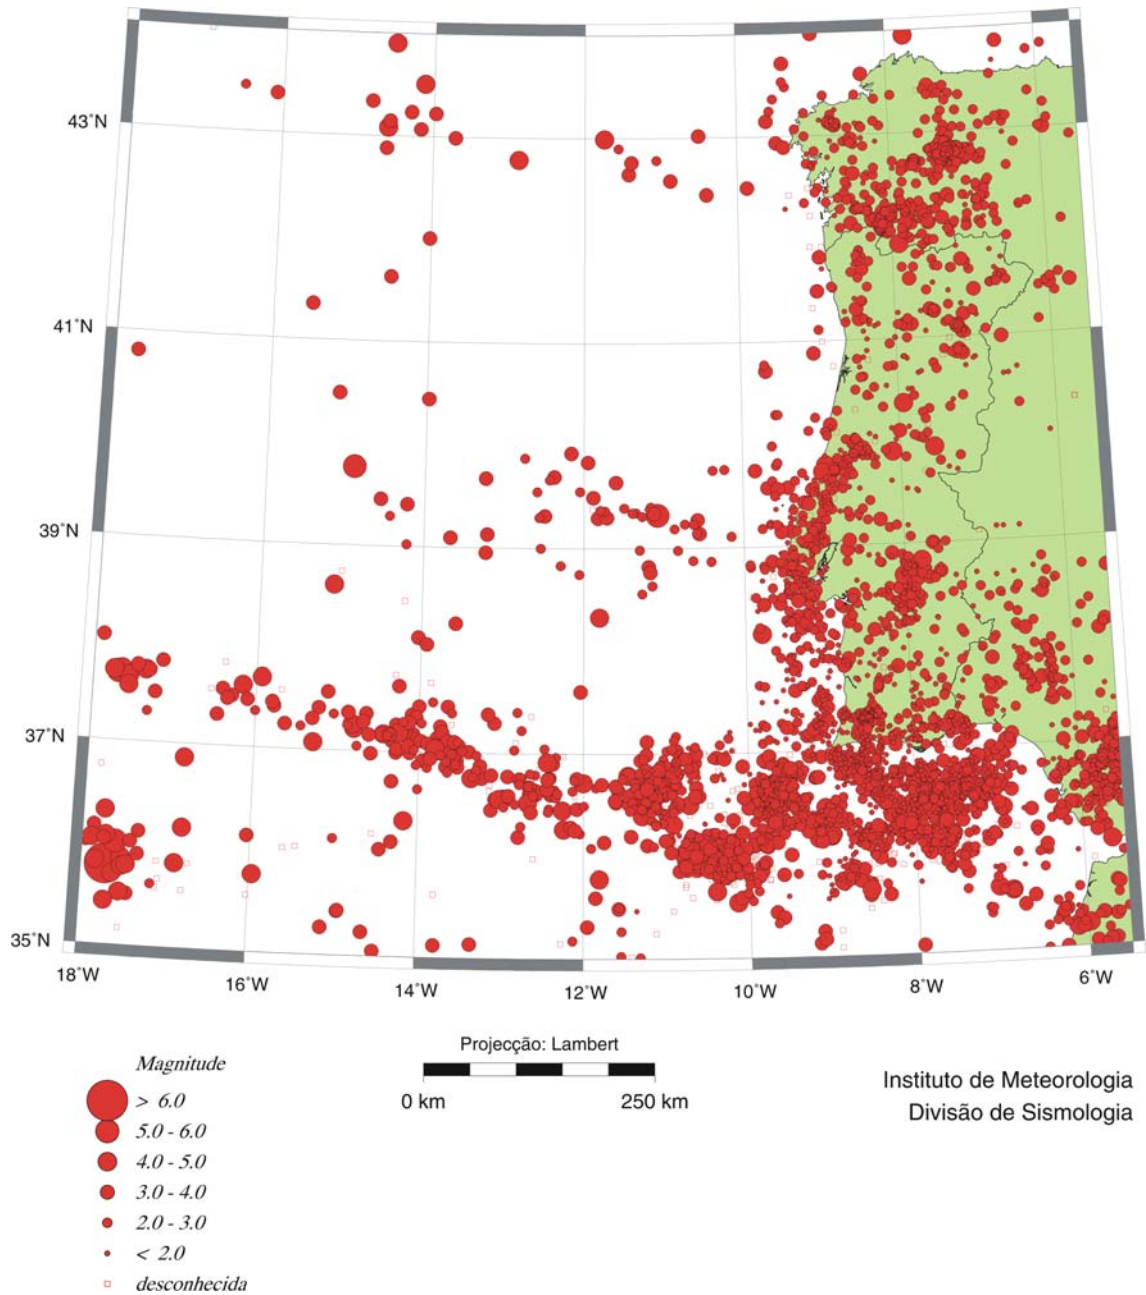 43°N
41°N
39°N
37°N
35°N
18°W 16°W 14°W 12°W 10°W 8°W 6°W
Projecção: Lambert
0 km 250 km
Instituto de Meteorologia
Divisão de Sismologia
Magnitude
> 6.0
5.0 - 6.0
4.0 - 5.0
3.0 - 4.0
2.0 - 3.0
< 2.0
desconhecida